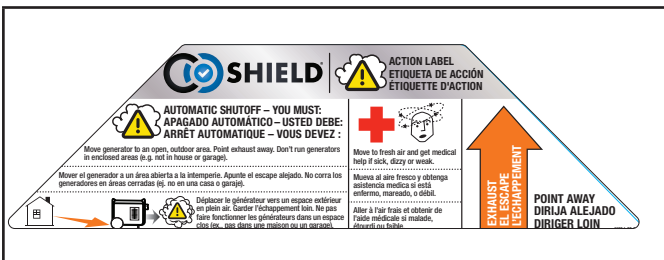 CO SHIELD®
ACTION LABEL
ETIQUETA DE ACCIÓN
ÉTIQUETTE D'ACTION
AUTOMATIC SHUTOFF – YOU MUST:
APAGADO AUTOMÁTICO – USTED DEBE:
ARRÊT AUTOMATIQUE – VOUS DEVEZ :
Move generator to an open, outdoor area. Point exhaust away. Don't run generators
in enclosed areas (e.g. not in house or garage).
Mover el generador a un área abierta a la intemperie. Apunte el escape alejado. No corra los
generadores en áreas cerradas (ej. no en una casa o garaje).
Déplacer le générateur vers un espace extérieur
en plein air. Garder l'échappement loin. Ne pas
faire fonctionner les générateurs dans un espace
clos (ex., pas dans une maison ou un garage).
Move to fresh air and get medical
help if sick, dizzy or weak.
Mueva al aire fresco y obtenga
asistencia medica si está
enfermo, mareado, o débil.
Aller à l'air frais et obtenir de
l'aide médicale si malade,
étourdi ou faible.
EXHAUST
EL ESCAPE
L'ECHAPPEMENT
POINT AWAY
DIRIJA ALEJADO
DIRIGER LOIN